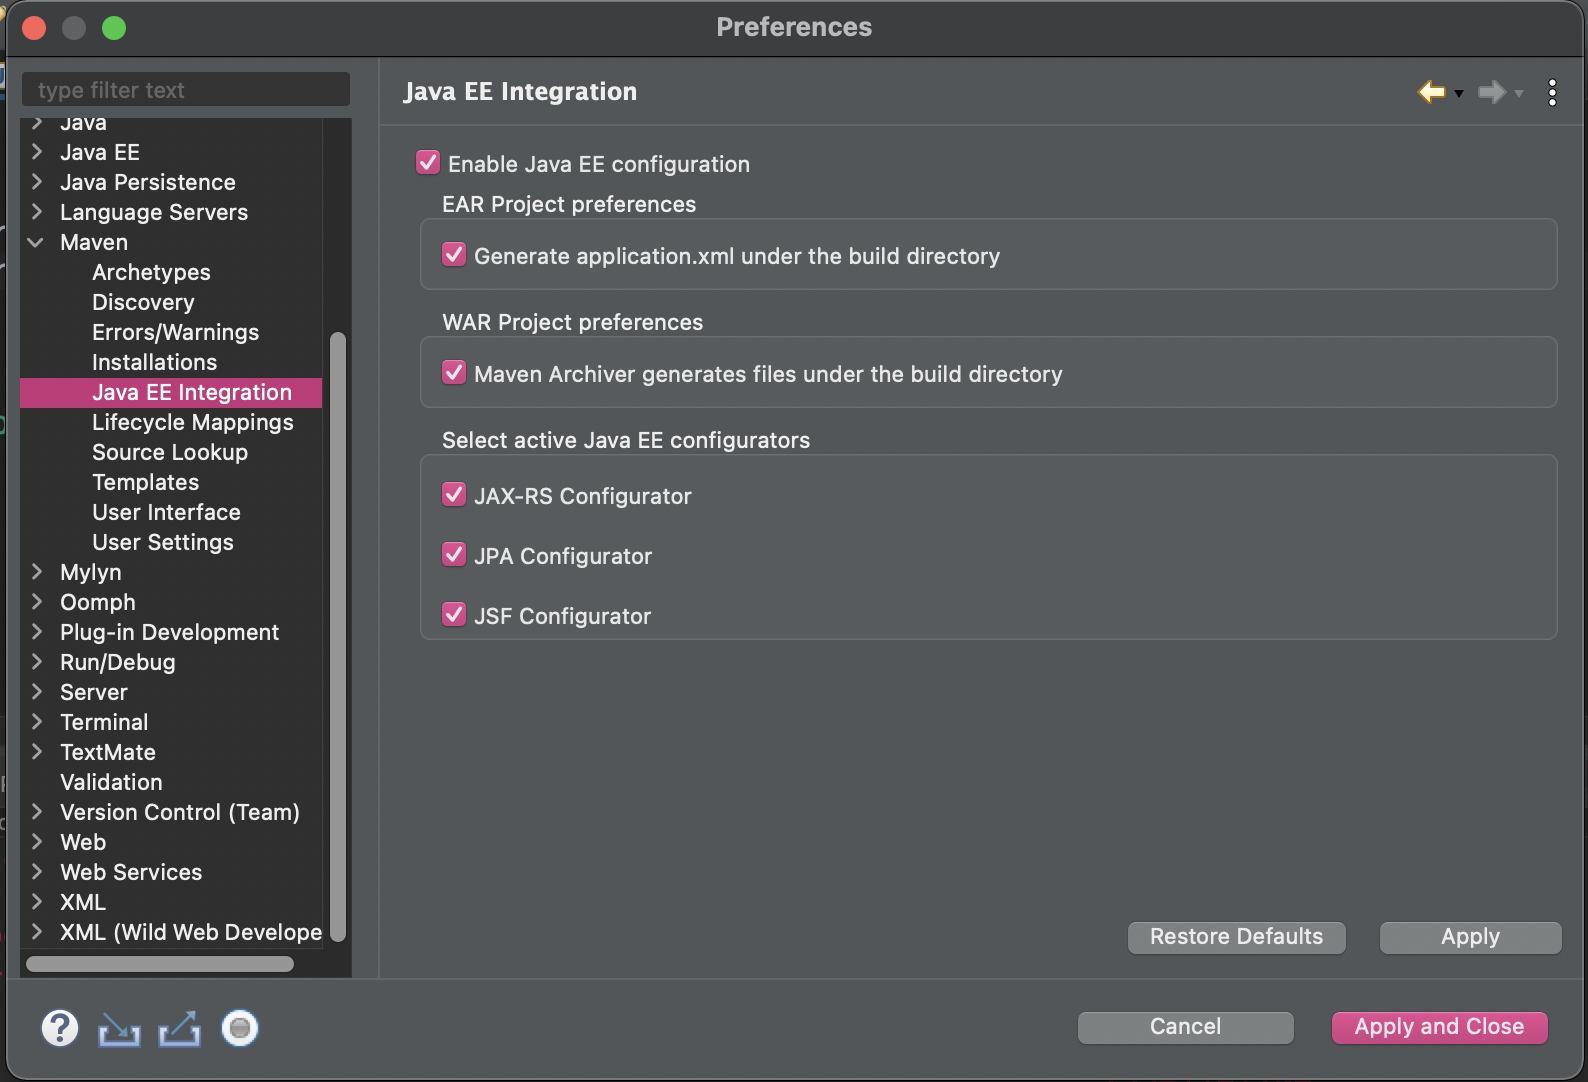 Preferences
type filter text
Java
Java EE
Java Persistence
Language Servers
Maven
Archetypes
Discovery
Errors/Warnings
Installations
Java EE Integration
Lifecycle Mappings
Source Lookup
Templates
User Interface
User Settings
Mylyn
Oomph
Plug-in Development
Run/Debug
Server
Terminal
TextMate
Validation
Version Control (Team)
Web
Web Services
XML
XML (Wild Web Develope
Java EE Integration
Enable Java EE configuration
EAR Project preferences
Generate application.xml under the build directory
WAR Project preferences
Maven Archiver generates files under the build directory
Select active Java EE configurators
JAX-RS Configurator
JPA Configurator
JSF Configurator
Restore Defaults
Apply
?
Cancel
Apply and Close